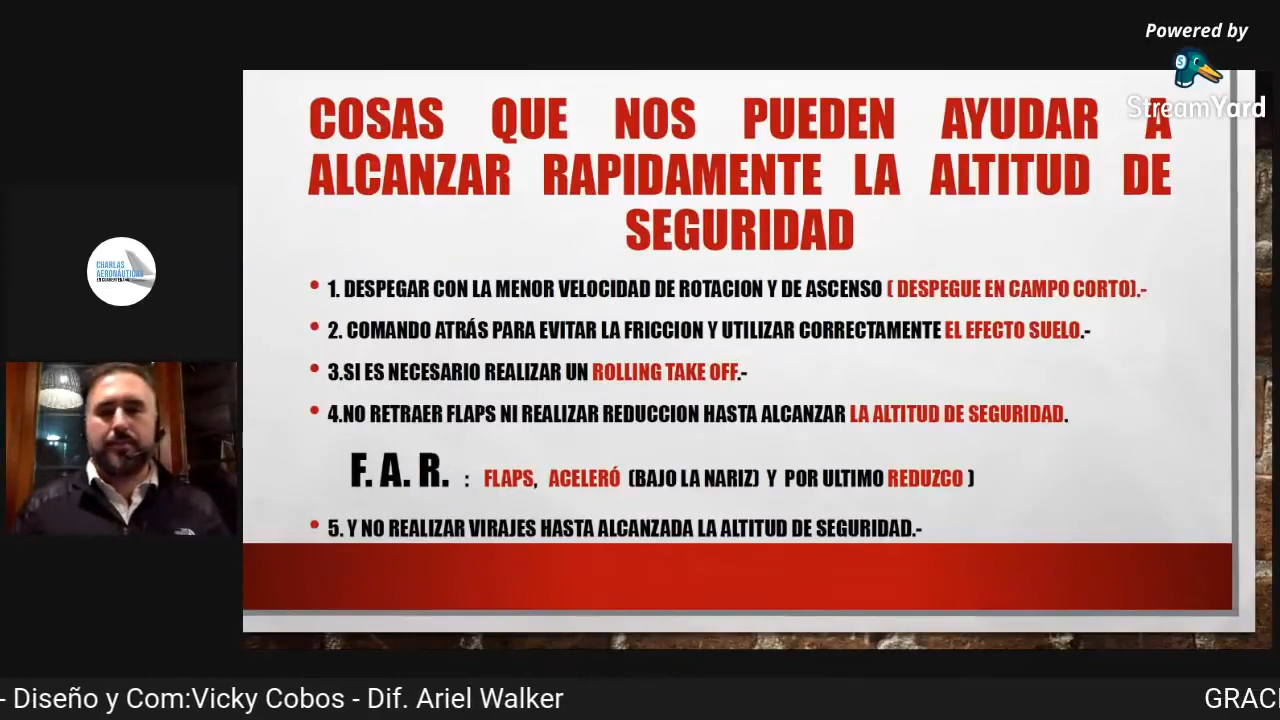 Powered by
StreamYard
COSAS QUE NOS PUEDEN AYUDAR A
ALCANZAR RAPIDAMENTE LA ALTITUD DE
SEGURIDAD
• 1. DESPEGAR CON LA MENOR VELOCIDAD DE ROTACION Y DE ASCENSO ( DESPEGUE EN CAMPO CORTO).-
• 2. COMANDO ATRÁS PARA EVITAR LA FRICCION Y UTILIZAR CORRECTAMENTE EL EFECTO SUELO.-
• 3.SI ES NECESARIO REALIZAR UN ROLLING TAKE OFF.-
• 4.NO RETRAER FLAPS NI REALIZAR REDUCCION HASTA ALCANZAR LA ALTITUD DE SEGURIDAD.
F. A. R. : FLAPS, ACELERÓ (BAJO LA NARIZ) Y POR ULTIMO REDUZCO )
• 5. Y NO REALIZAR VIRAJES HASTA ALCANZADA LA ALTITUD DE SEGURIDAD.-
CHARLAS
AERONÁUTICAS
- Diseño y Com:Vicky Cobos - Dif. Ariel Walker
GRACI